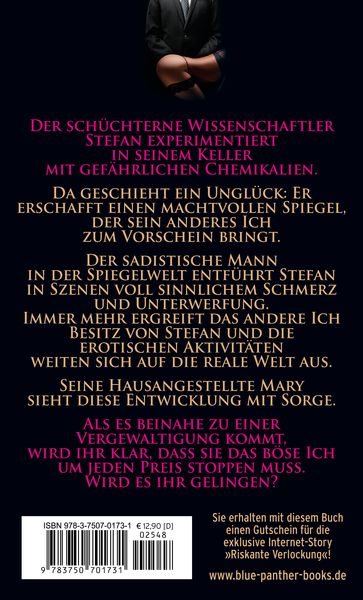 Der schüchterne Wissenschaftler
Stefan experimentiert
in seinem Keller
mit gefährlichen Chemikalien.
Da geschieht ein Unglück: Er
erschafft einen machtvollen Spiegel,
der sein anderes Ich
zum Vorschein bringt.
Der sadistische Mann
in der Spiegelwelt entführt Stefan
in Szenen voll sinnlichem Schmerz
und Unterwerfung.
Immer mehr ergreift das andere Ich
Besitz von Stefan und die
erotischen Aktivitäten
weiten sich auf die reale Welt aus.
Seine Hausangestellte Mary
sieht diese Entwicklung mit Sorge.
Als es beinahe zu einer
Vergewaltigung kommt,
wird ihr klar, dass sie das böse Ich
um jeden Preis stoppen muss.
Wird es ihr gelingen?
ISBN 978-3-7507-0173-1 € 12,90 [D]
02548
9 783750 701731
Sie erhalten mit diesem Buch
einen Gutschein für die
exklusive Internet-Story
»Riskante Verlockung«!
www.blue-panther-books.de